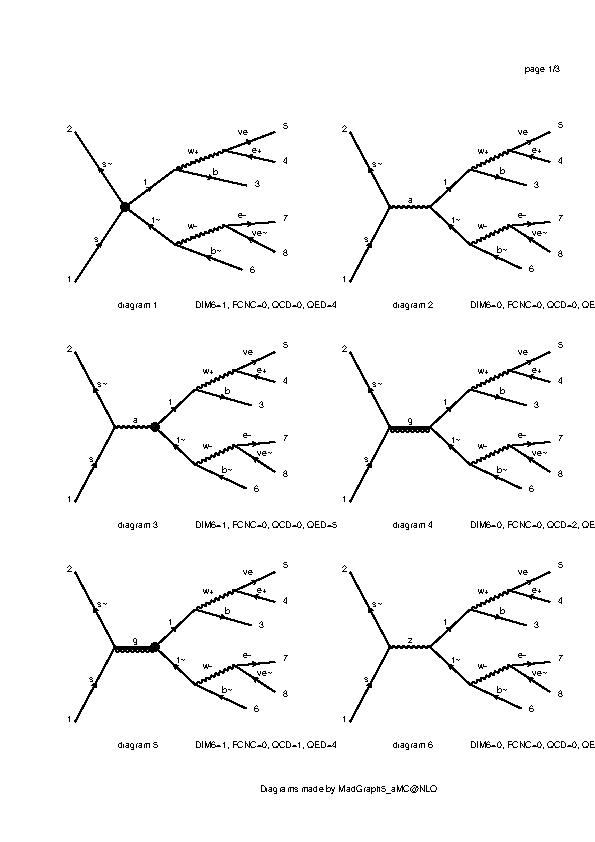 page 1/3
2
s~
s
1
t
t~
w+
ve
5
e+
4
b
3
w-
e-
7
ve~
8
b~
6
diagram 1 DIM6=1, FCNC=0, QCD=0, QED=4
2
s~
s
1
a
t
t~
w+
ve
5
e+
4
b
3
w-
e-
7
ve~
8
b~
6
diagram 2 DIM6=0, FCNC=0, QCD=0, QE
2
s~
s
1
a
t
t~
w+
ve
5
e+
4
b
3
w-
e-
7
ve~
8
b~
6
diagram 3 DIM6=1, FCNC=0, QCD=0, QED=5
2
s~
s
1
g
t
t~
w+
ve
5
e+
4
b
3
w-
e-
7
ve~
8
b~
6
diagram 4 DIM6=0, FCNC=0, QCD=2, QE
2
s~
s
1
g
t
t~
w+
ve
5
e+
4
b
3
w-
e-
7
ve~
8
b~
6
diagram 5 DIM6=1, FCNC=0, QCD=1, QED=4
2
s~
s
1
z
t
t~
w+
ve
5
e+
4
b
3
w-
e-
7
ve~
8
b~
6
diagram 6 DIM6=0, FCNC=0, QCD=0, QE
Diagrams made by MadGraph5_aMC@NLO